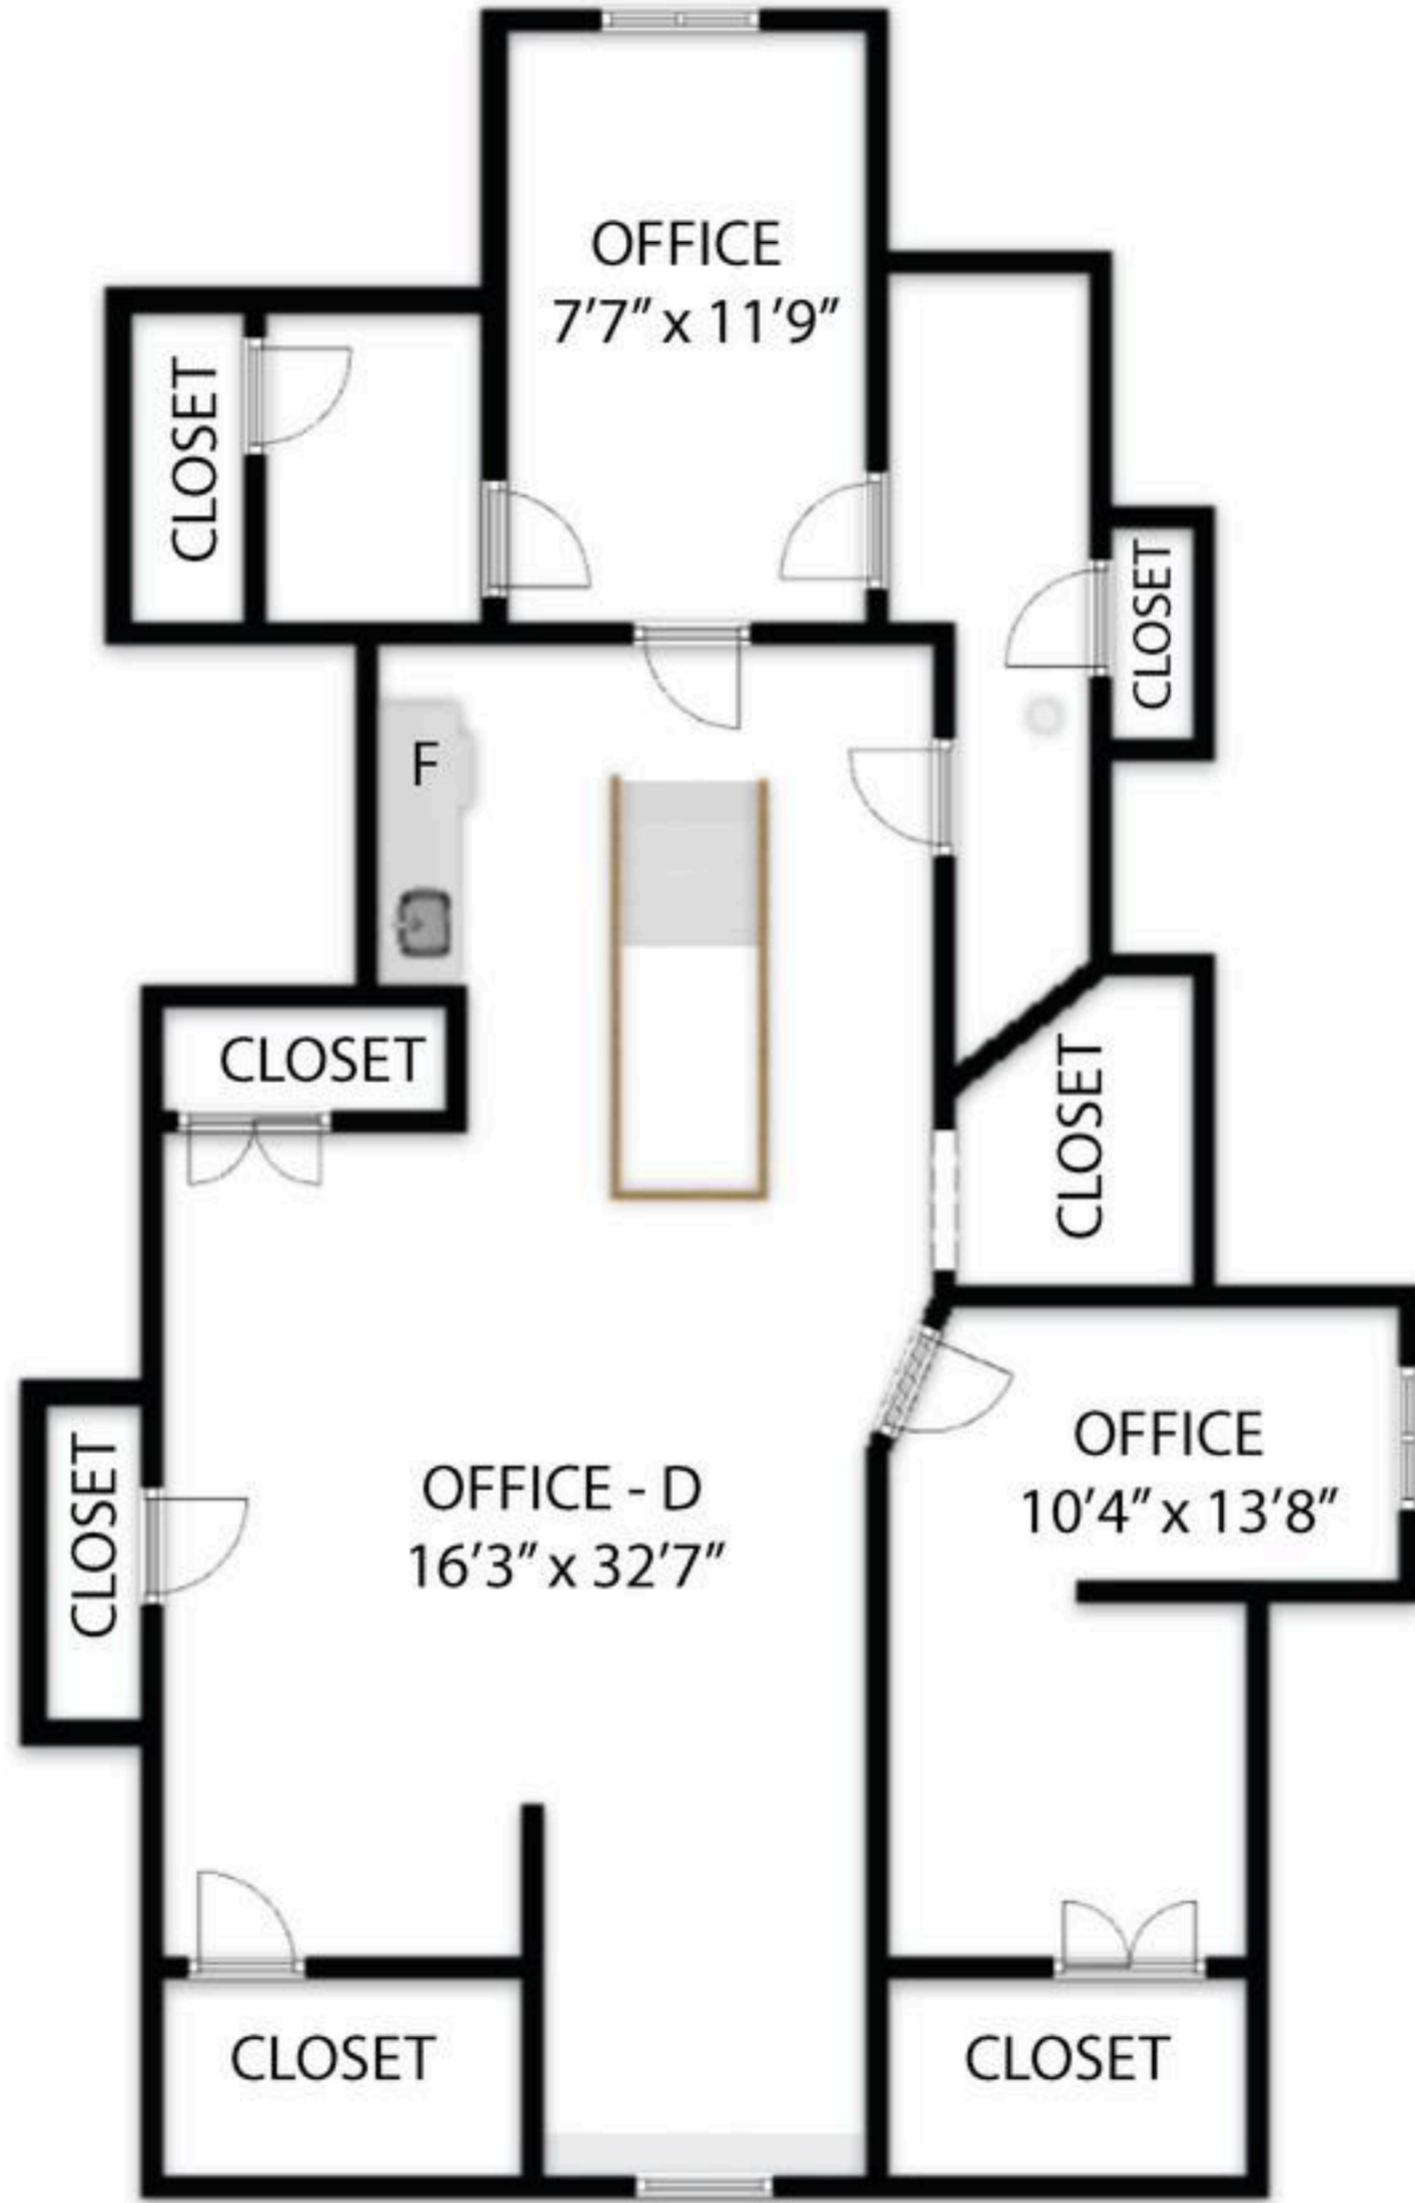 OFFICE
7'7" x 11'9"
CLOSET
CLOSET
F
CLOSET
CLOSET
OFFICE
10'4" x 13'8"
CLOSET
OFFICE - D
16'3" x 32'7"
CLOSET
CLOSET